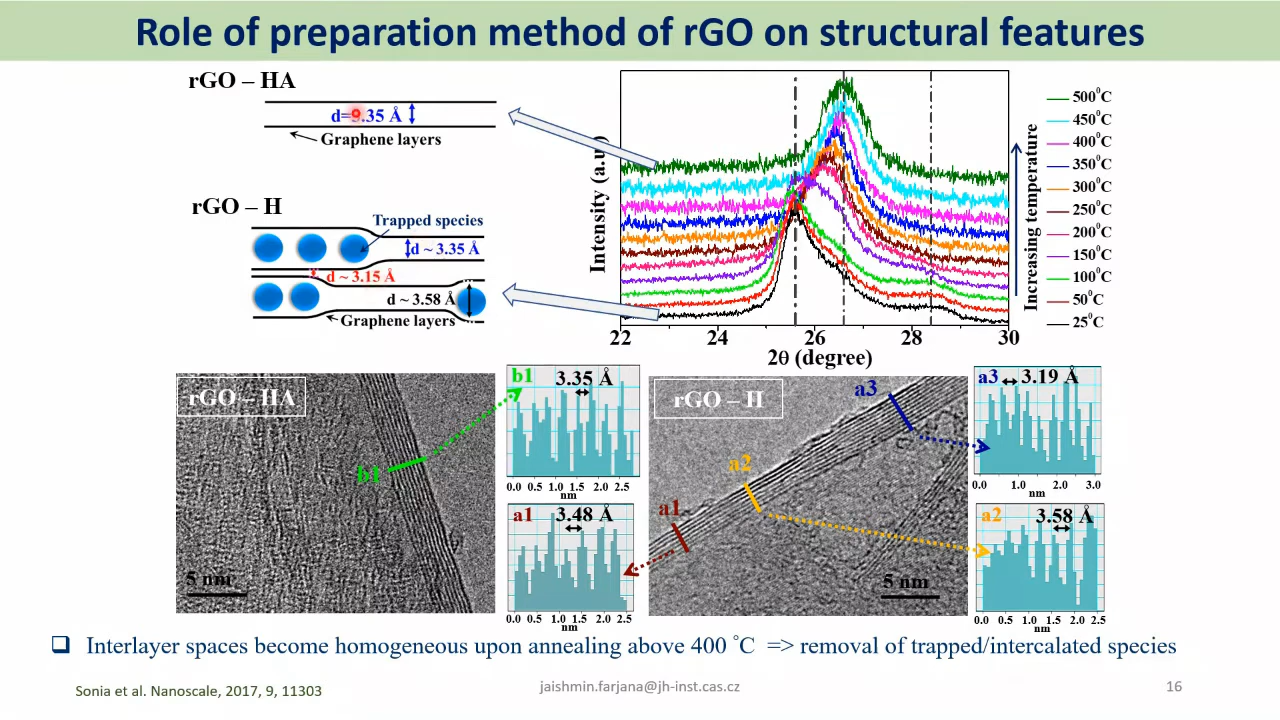 Role of preparation method of rGO on structural features
rGO – HA
d=3.35 Å
Graphene layers
rGO – H
Trapped species
d ~ 3.35 Å
d ~ 3.15 Å
d ~ 3.58 Å
Graphene layers
Intensity (a.u.)
22 24 26 28 30
2θ (degree)
Increasing temperature
500⁰C
450⁰C
400⁰C
350⁰C
300⁰C
250⁰C
200⁰C
150⁰C
100⁰C
50⁰C
25⁰C
rGO – HA
b1
5 nm
b1 3.35 Å
0.0 0.5 1.0 1.5 2.0 2.5
nm
a1 3.48 Å
0.0 0.5 1.0 1.5 2.0 2.5
nm
rGO – H
a3
a2
a1
5 nm
a3 3.19 Å
0.0 1.0 2.0 3.0
nm
a2 3.58 Å
0.0 0.5 1.0 1.5 2.0 2.5
nm
❑ Interlayer spaces become homogeneous upon annealing above 400 °C => removal of trapped/intercalated species
Sonia et al. Nanoscale, 2017, 9, 11303
jaishmin.farjana@jh-inst.cas.cz
16